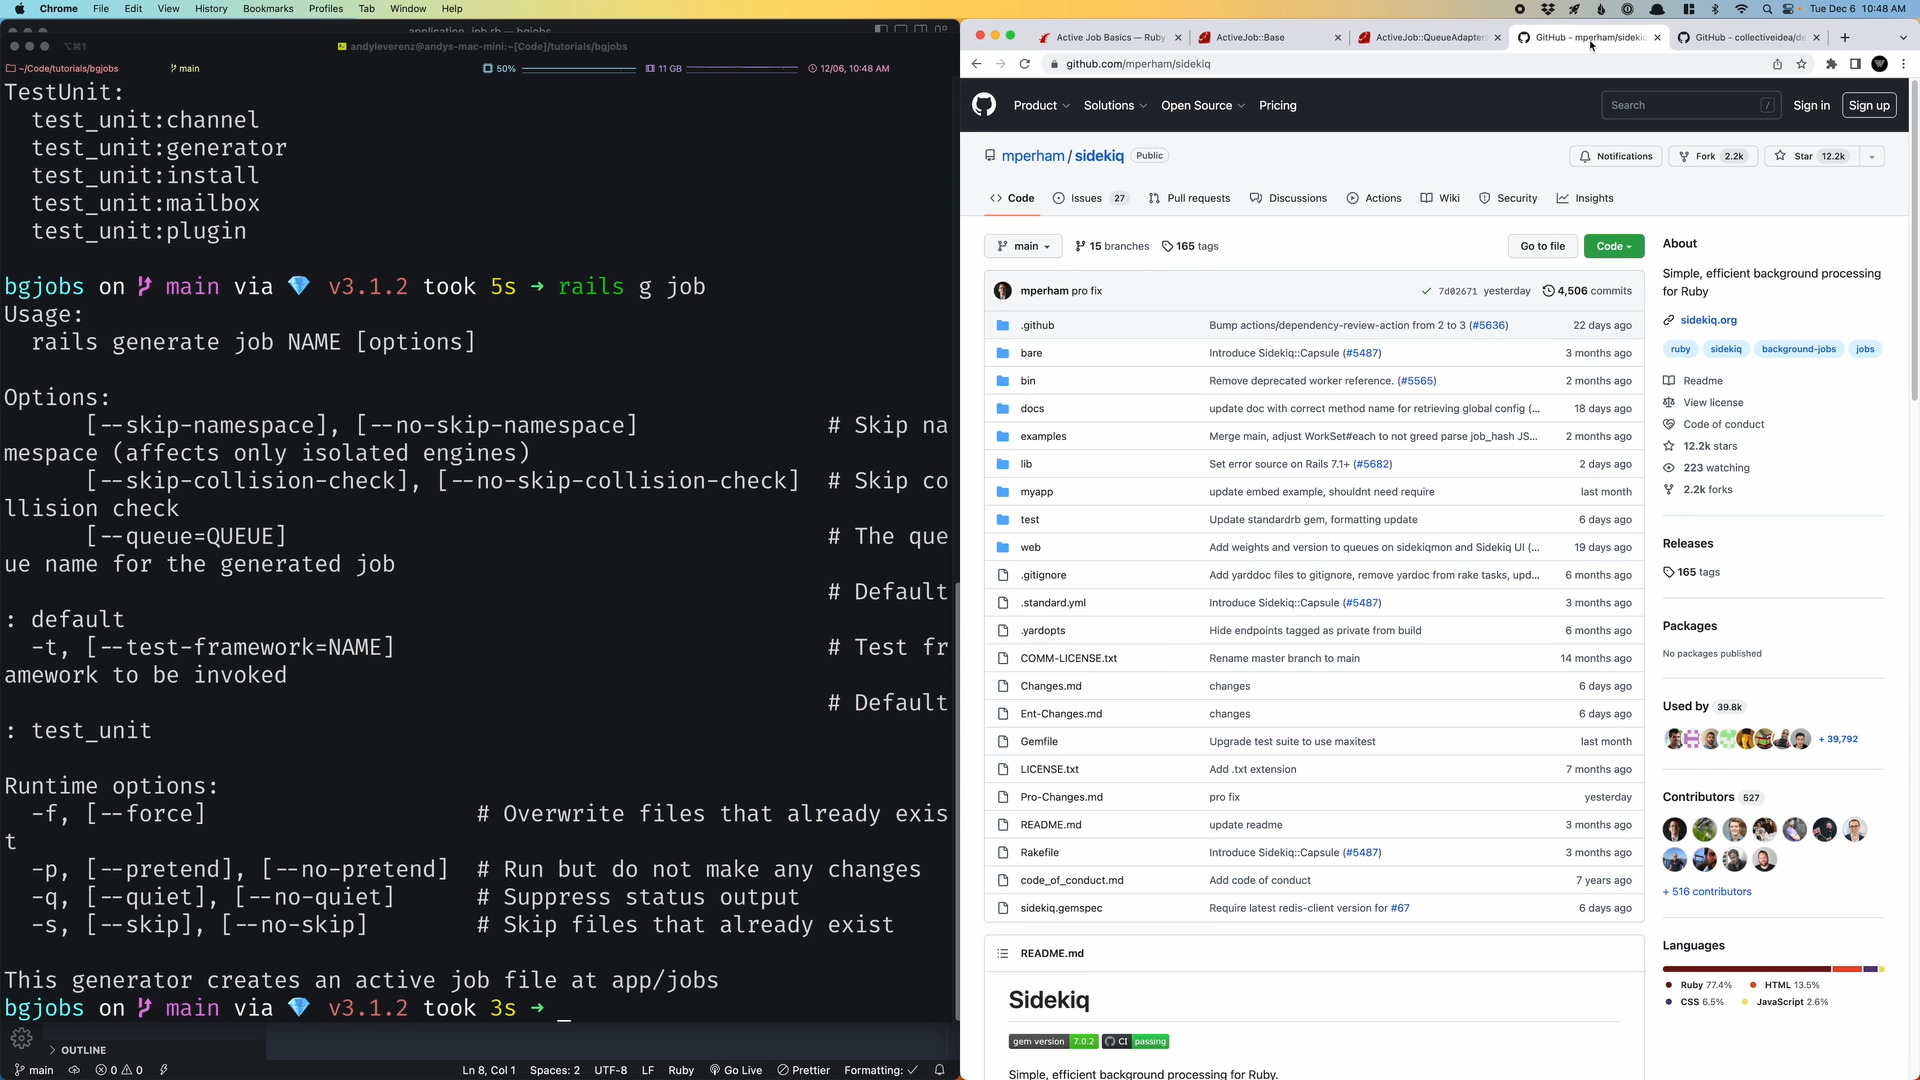 Chrome File Edit View History Bookmarks Profiles Tab Window Help
Tue Dec 6 10:48 AM
application_job.rb — bgjobs
⌥⌘1
andyleverenz@andys-mac-mini:~[Code]/tutorials/bgjobs
~/Code/tutorials/bgjobs main 50% 11 GB 12/06, 10:48 AM
TestUnit:
test_unit:channel
test_unit:generator
test_unit:install
test_unit:mailbox
test_unit:plugin
bgjobs on main via v3.1.2 took 5s → rails g job
Usage:
rails generate job NAME [options]
Options:
[--skip-namespace], [--no-skip-namespace] # Skip na
mespace (affects only isolated engines)
[--skip-collision-check], [--no-skip-collision-check] # Skip co
llision check
[--queue=QUEUE] # The que
ue name for the generated job
# Default
: default
-t, [--test-framework=NAME] # Test fr
amework to be invoked
# Default
: test_unit
Runtime options:
-f, [--force] # Overwrite files that already exis
t
-p, [--pretend], [--no-pretend] # Run but do not make any changes
-q, [--quiet], [--no-quiet] # Suppress status output
-s, [--skip], [--no-skip] # Skip files that already exist
This generator creates an active job file at app/jobs
bgjobs on main via v3.1.2 took 3s → _
OUTLINE
main 0 0 Ln 8, Col 1 Spaces: 2 UTF-8 LF Ruby Go Live Prettier Formatting: ✓
Active Job Basics — Ruby ActiveJob::Base ActiveJob::QueueAdapters GitHub - mperham/sidekiq GitHub - collectiveidea/de
github.com/mperham/sidekiq
Product Solutions Open Source Pricing Search / Sign in Sign up
mperham / sidekiq Public
Notifications Fork 2.2k Star 12.2k
Code Issues 27 Pull requests Discussions Actions Wiki Security Insights
main 15 branches 165 tags Go to file Code
mperham pro fix 7d02671 yesterday 4,506 commits
.github Bump actions/dependency-review-action from 2 to 3 (#5636) 22 days ago
bare Introduce Sidekiq::Capsule (#5487) 3 months ago
bin Remove deprecated worker reference. (#5565) 2 months ago
docs update doc with correct method name for retrieving global config (... 18 days ago
examples Merge main, adjust WorkSet#each to not greed parse job_hash JS... 2 months ago
lib Set error source on Rails 7.1+ (#5682) 2 days ago
myapp update embed example, shouldnt need require last month
test Update standardrb gem, formatting update 6 days ago
web Add weights and version to queues on sidekiqmon and Sidekiq UI (... 19 days ago
.gitignore Add yarddoc files to gitignore, remove yardoc from rake tasks, upd... 6 months ago
.standard.yml Introduce Sidekiq::Capsule (#5487) 3 months ago
.yardopts Hide endpoints tagged as private from build 6 months ago
COMM-LICENSE.txt Rename master branch to main 14 months ago
Changes.md changes 6 days ago
Ent-Changes.md changes 6 days ago
Gemfile Upgrade test suite to use maxitest last month
LICENSE.txt Add .txt extension 7 months ago
Pro-Changes.md pro fix yesterday
README.md update readme 3 months ago
Rakefile Introduce Sidekiq::Capsule (#5487) 3 months ago
code_of_conduct.md Add code of conduct 7 years ago
sidekiq.gemspec Require latest redis-client version for #67 6 days ago
README.md
Sidekiq
gem version 7.0.2 CI passing
Simple, efficient background processing for Ruby.
About
Simple, efficient background processing
for Ruby
sidekiq.org
ruby sidekiq background-jobs jobs
Readme
View license
Code of conduct
12.2k stars
223 watching
2.2k forks
Releases
165 tags
Packages
No packages published
Used by 39.8k
+ 39,792
Contributors 527
+ 516 contributors
Languages
Ruby 77.4% HTML 13.5%
CSS 6.5% JavaScript 2.6%